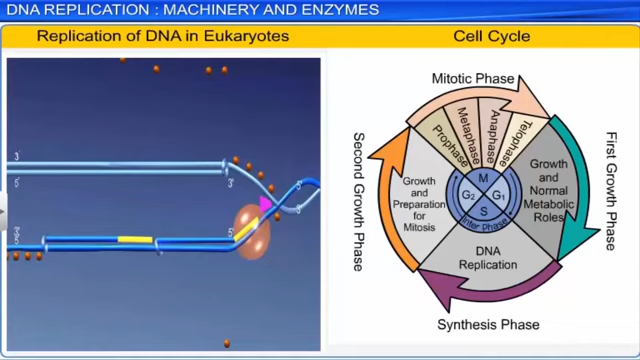 DNA REPLICATION : MACHINERY AND ENZYMES
Replication of DNA in Eukaryotes
Cell Cycle
3'
5'
3'
5'
5'
3'
Mitotic Phase
Prophase
Metaphase
Anaphase
Telophase
Second Growth Phase
First Growth Phase
Growth
and
Preparation
for
Mitosis
Growth
and
Normal
Metabolic
Roles
M
G2
G1
S
Inter Phase
DNA
Replication
Synthesis Phase